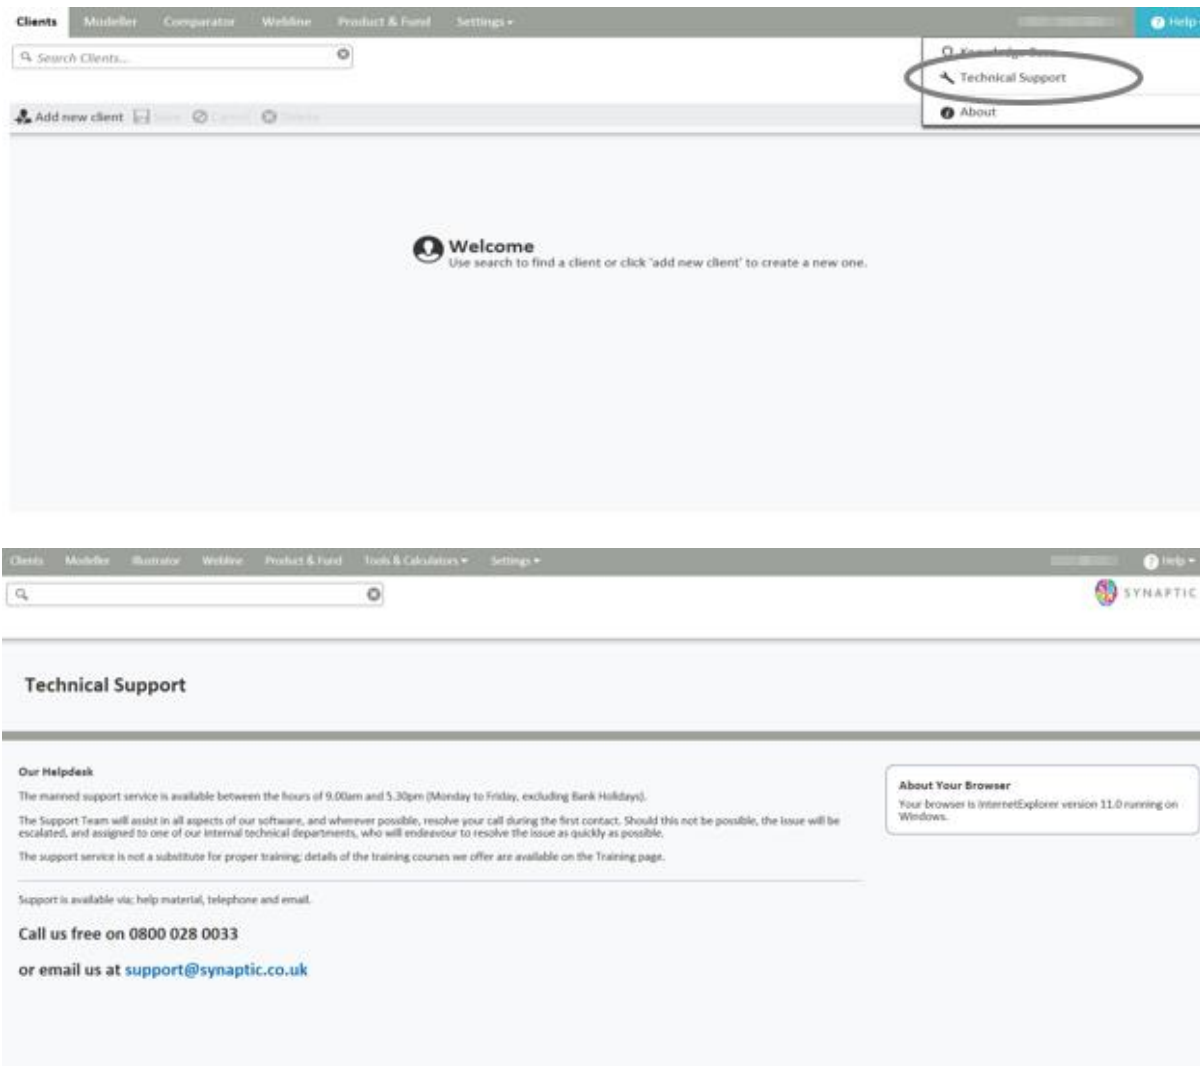 Clients Modeller Comparator Webline Product & Fund Settings Help
Search Clients...
Knowledge Base
Technical Support
Add new client Save Cancel Delete
About
Welcome
Use search to find a client or click 'add new client' to create a new one.
Clients Modeller Illustrator Webline Product & Fund Tools & Calculators Settings Help
SYNAPTIC
Technical Support
Our Helpdesk
The manned support service is available between the hours of 9.00am and 5.30pm (Monday to Friday, excluding Bank Holidays).
The Support Team will assist in all aspects of our software, and wherever possible, resolve your call during the first contact. Should this not be possible, the issue will be
escalated, and assigned to one of our internal technical departments, who will endeavour to resolve the issue as quickly as possible.
The support service is not a substitute for proper training; details of the training courses we offer are available on the Training page.
Support is available via; help material, telephone and email.
Call us free on 0800 028 0033
or email us at support@synaptic.co.uk
About Your Browser
Your browser is InternetExplorer version 11.0 running on
Windows.